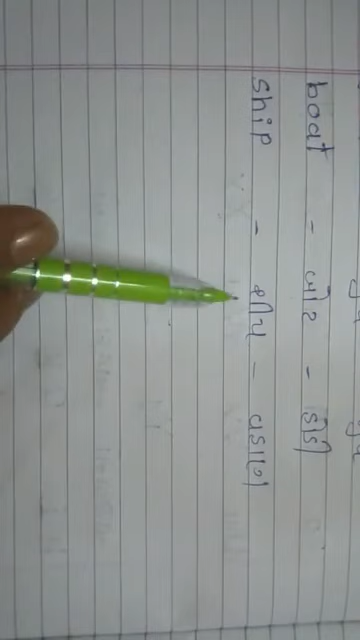 boat - બોટ - હોડી
ship - શીપ - વહાણ